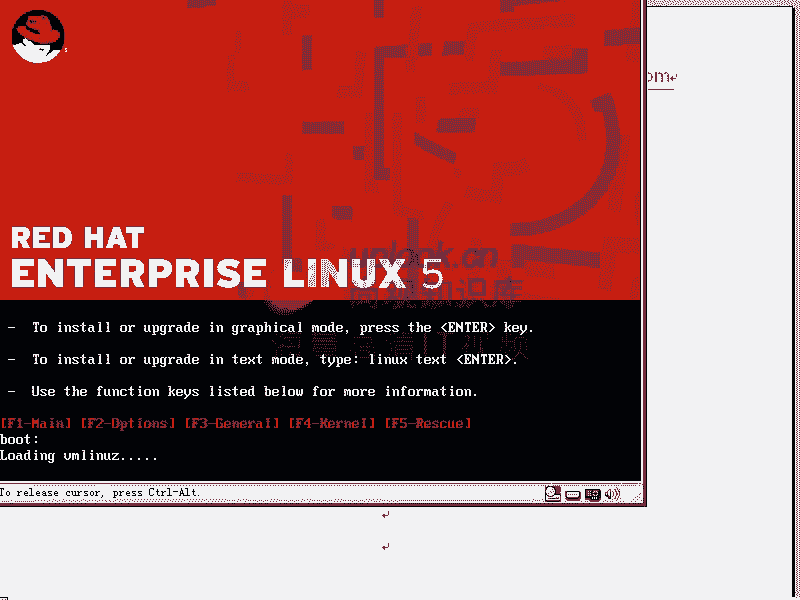 om
RED HAT
ENTERPRISE LINUX 5
- To install or upgrade in graphical mode, press the <ENTER> key.
- To install or upgrade in text mode, type: linux text <ENTER>.
- Use the function keys listed below for more information.
[F1-Main] [F2-Options] [F3-General] [F4-Kernel] [F5-Rescue]
boot:
Loading vmlinuz.....
To release cursor, press Ctrl-Alt.